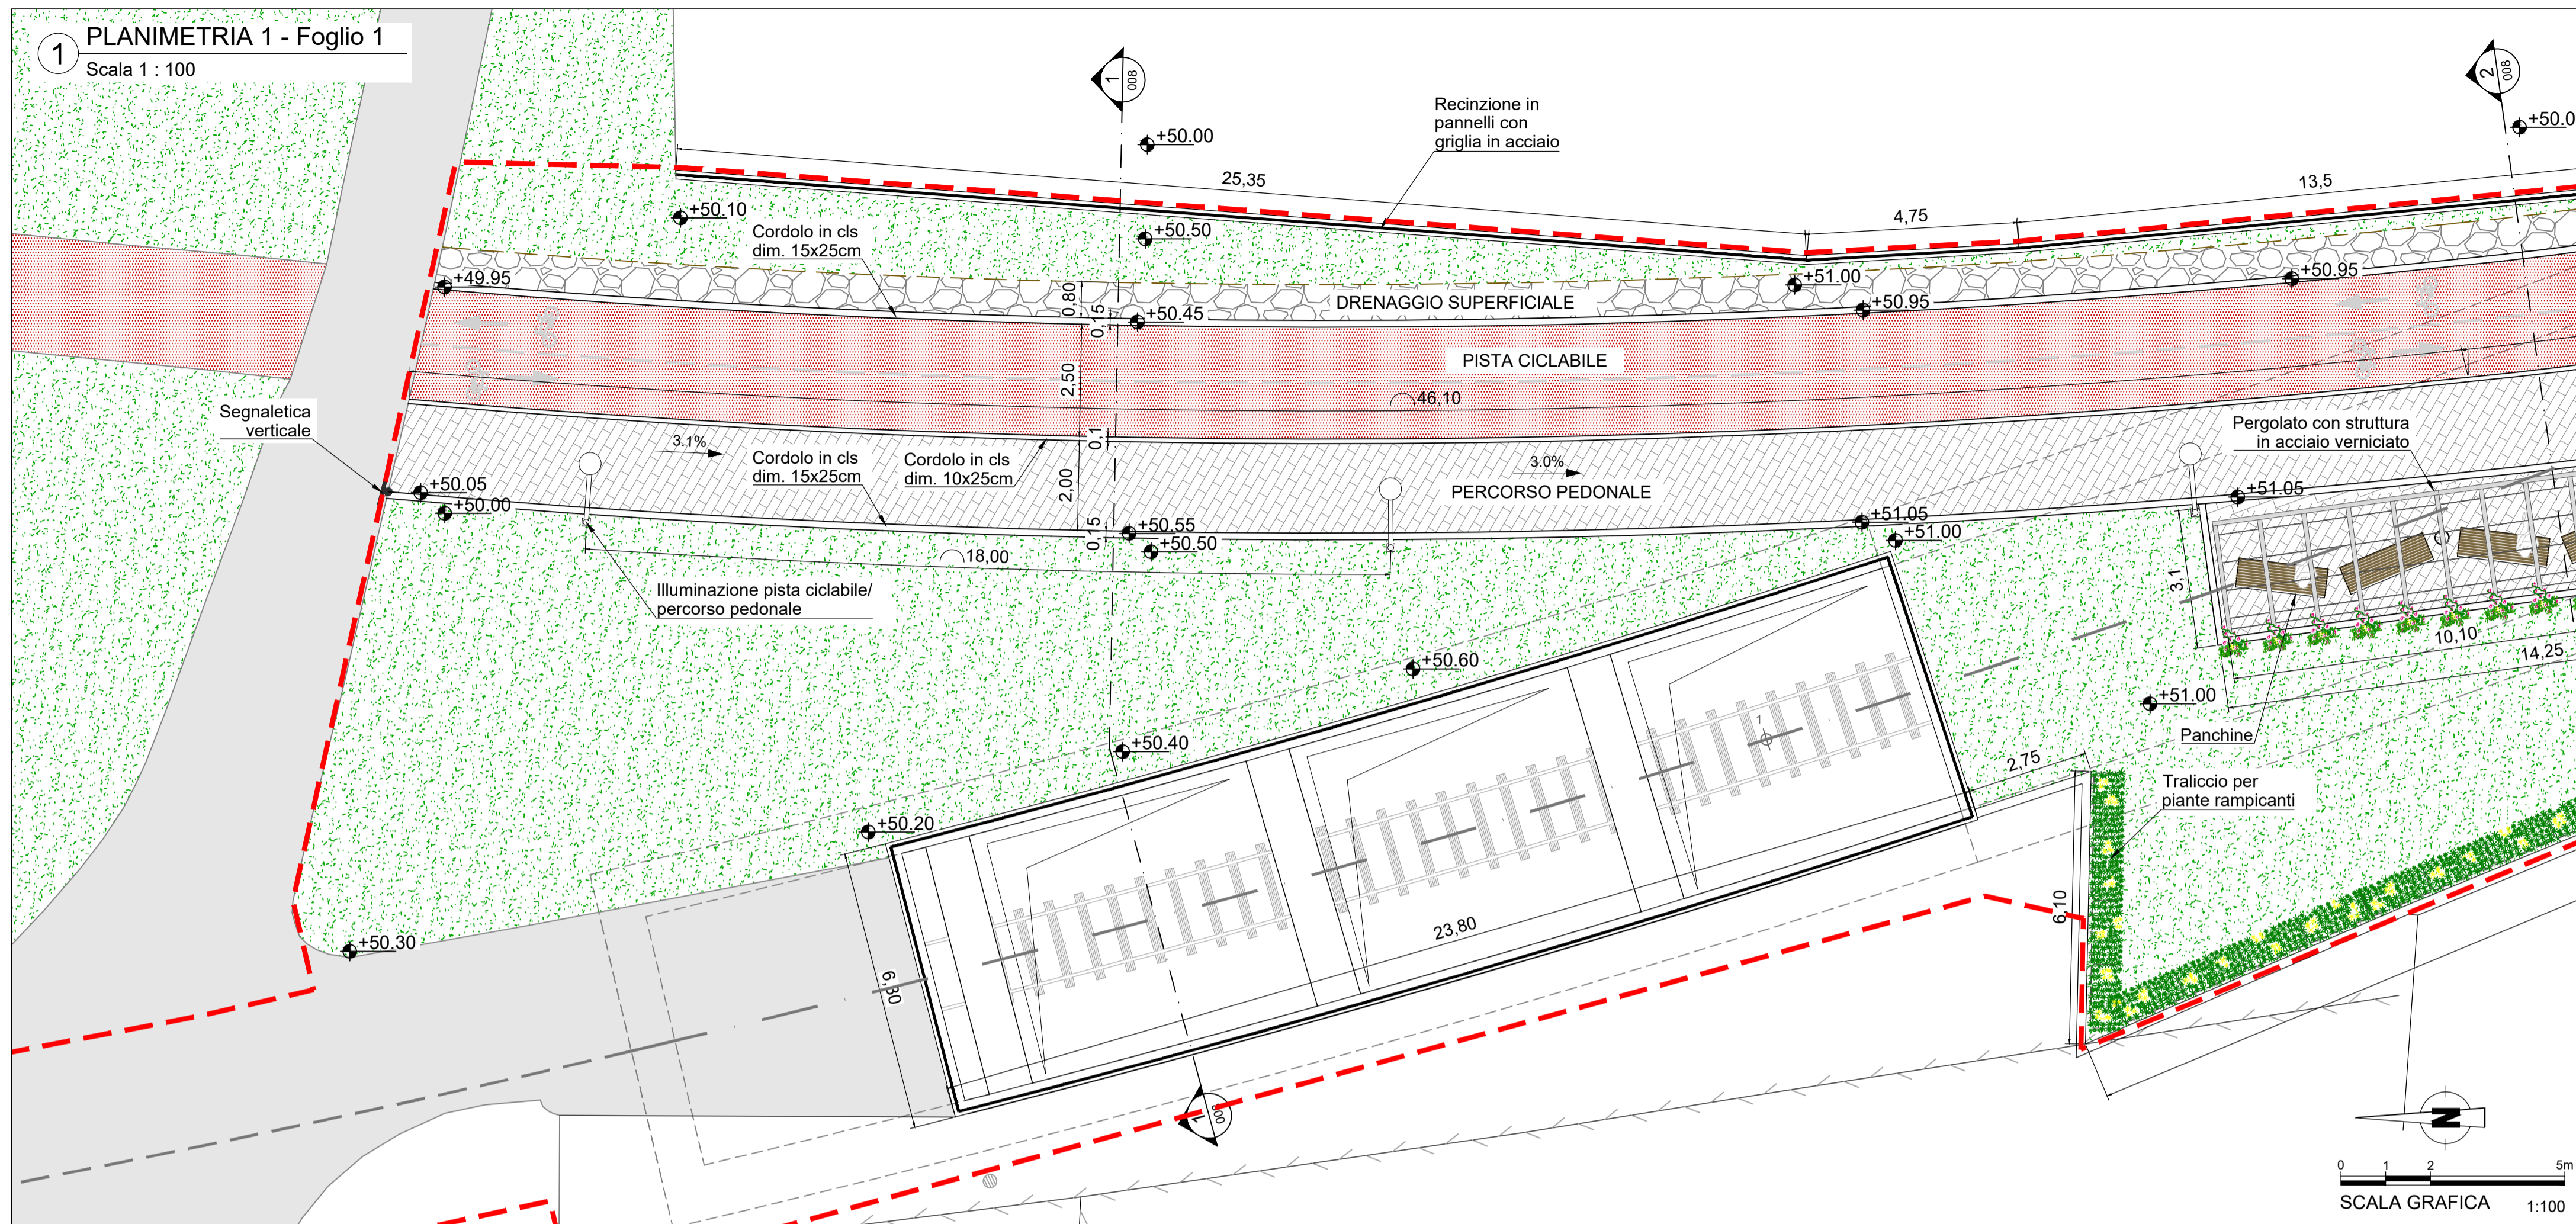 1
PLANIMETRIA 1 - Foglio 1
Scala 1 : 100
1
008
2
008
+50.00
+50.0
Recinzione in
pannelli con
griglia in acciaio
25,35
13,5
4,75
+50.10
+50.50
Cordolo in cls
dim. 15x25cm
+49.95
+51.00
+50.95
+50.95
0,80
0,15
+50.45
DRENAGGIO SUPERFICIALE
PISTA CICLABILE
2,50
46,10
Segnaletica
verticale
3.1%
0,1
Cordolo in cls
dim. 15x25cm
Cordolo in cls
dim. 10x25cm
2,00
3.0%
PERCORSO PEDONALE
Pergolato con struttura
in acciaio verniciato
+50.05
+50.00
+51.05
+51.05
+51.00
0,15
+50.55
+50.50
18,00
Illuminazione pista ciclabile/
percorso pedonale
3,1
10,10
14,25
+50.60
+51.00
Panchine
1
+50.40
2,75
Traliccio per
piante rampicanti
+50.20
6,10
23,80
+50.30
1
008
N
0 1 2 5m
SCALA GRAFICA 1:100